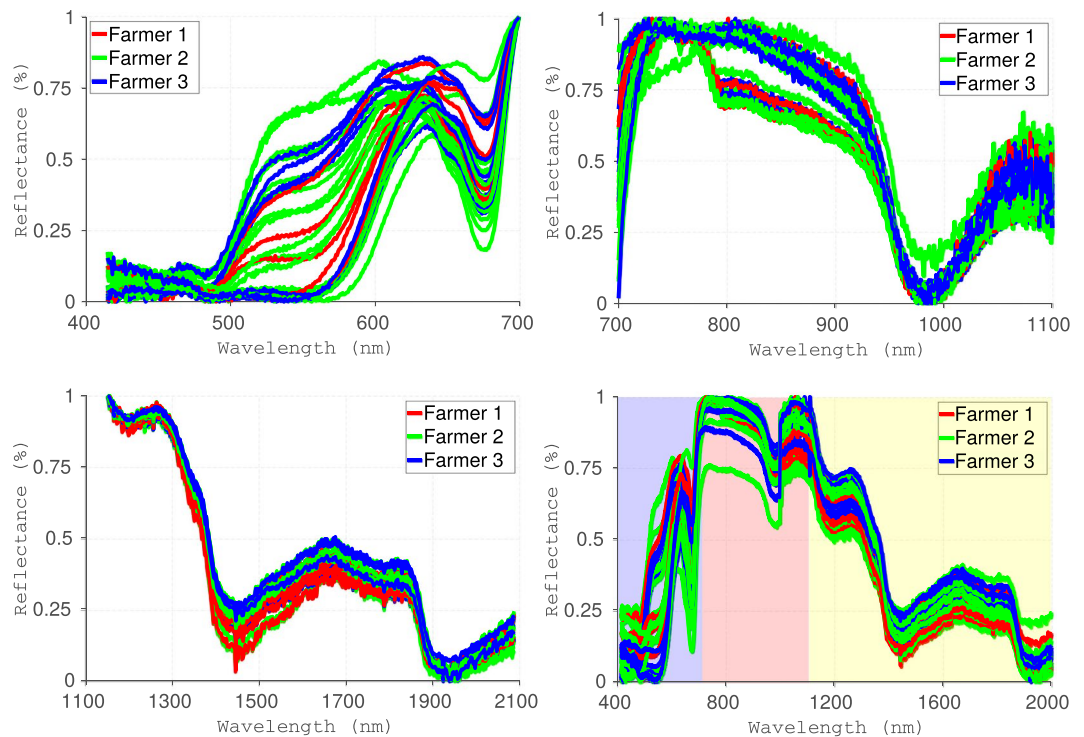 1
0.75
0.5
0.25
0
Reflectance (%)
Farmer 1
Farmer 2
Farmer 3
400 500 600 700
Wavelength (nm)
1
0.75
0.5
0.25
0
Reflectance (%)
Farmer 1
Farmer 2
Farmer 3
700 800 900 1000 1100
Wavelength (nm)
1
0.75
0.5
0.25
0
Reflectance (%)
Farmer 1
Farmer 2
Farmer 3
1100 1300 1500 1700 1900 2100
Wavelength (nm)
1
0.75
0.5
0.25
0
Reflectance (%)
Farmer 1
Farmer 2
Farmer 3
400 800 1200 1600 2000
Wavelength (nm)